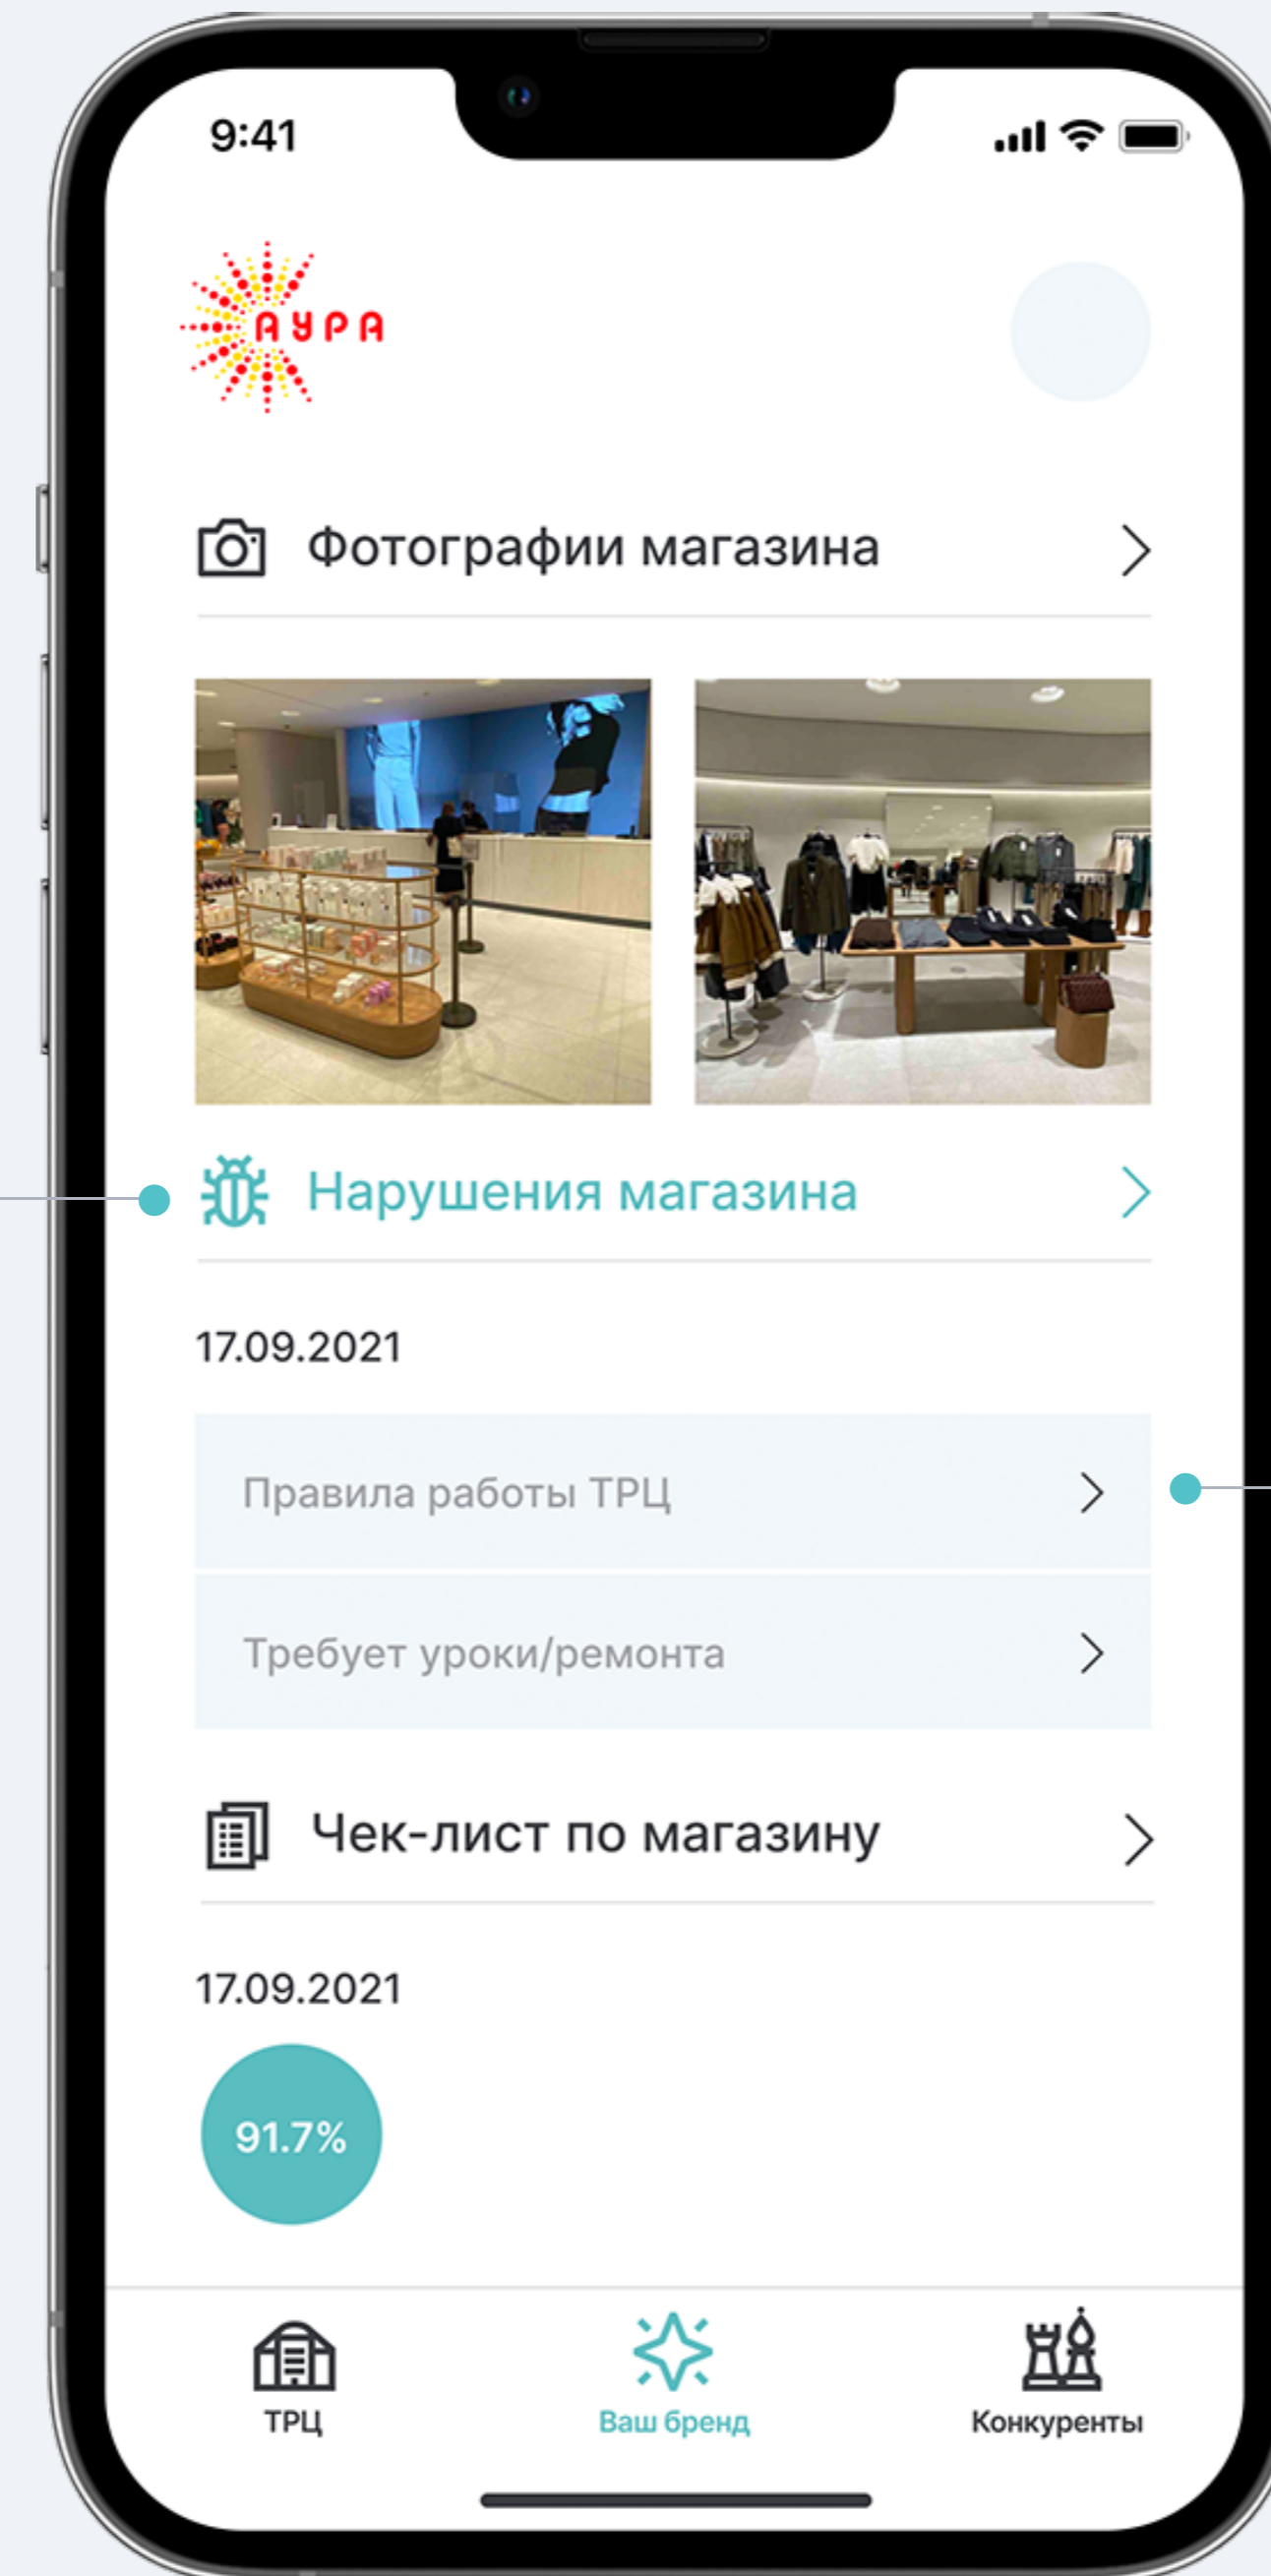 9:41
АУРА
Фотографии магазина
Нарушения магазина
17.09.2021
Правила работы ТРЦ
Требует уроки/ремонта
Чек-лист по магазину
17.09.2021
91.7%
ТРЦ
Ваш бренд
Конкуренты